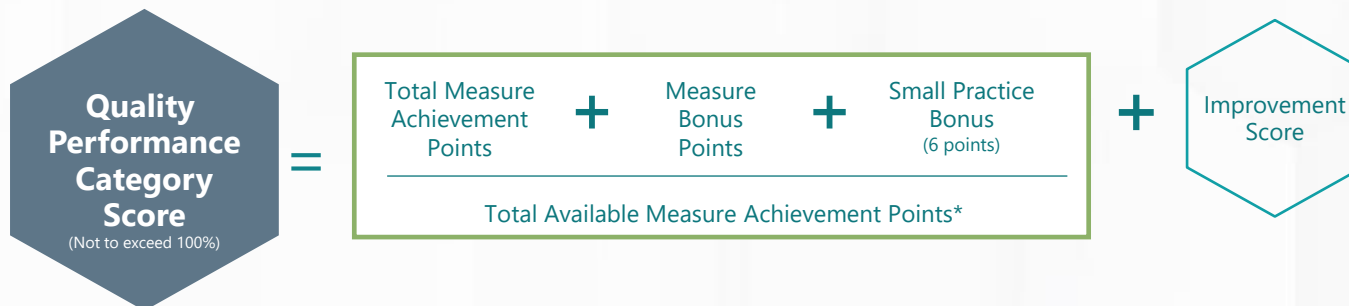 Quality
Performance
Category
Score
(Not to exceed 100%)
=
Total Measure
Achievement
Points
+
Measure
Bonus
Points
+
Small Practice
Bonus
(6 points)
Total Available Measure Achievement Points*
+
Improvement
Score